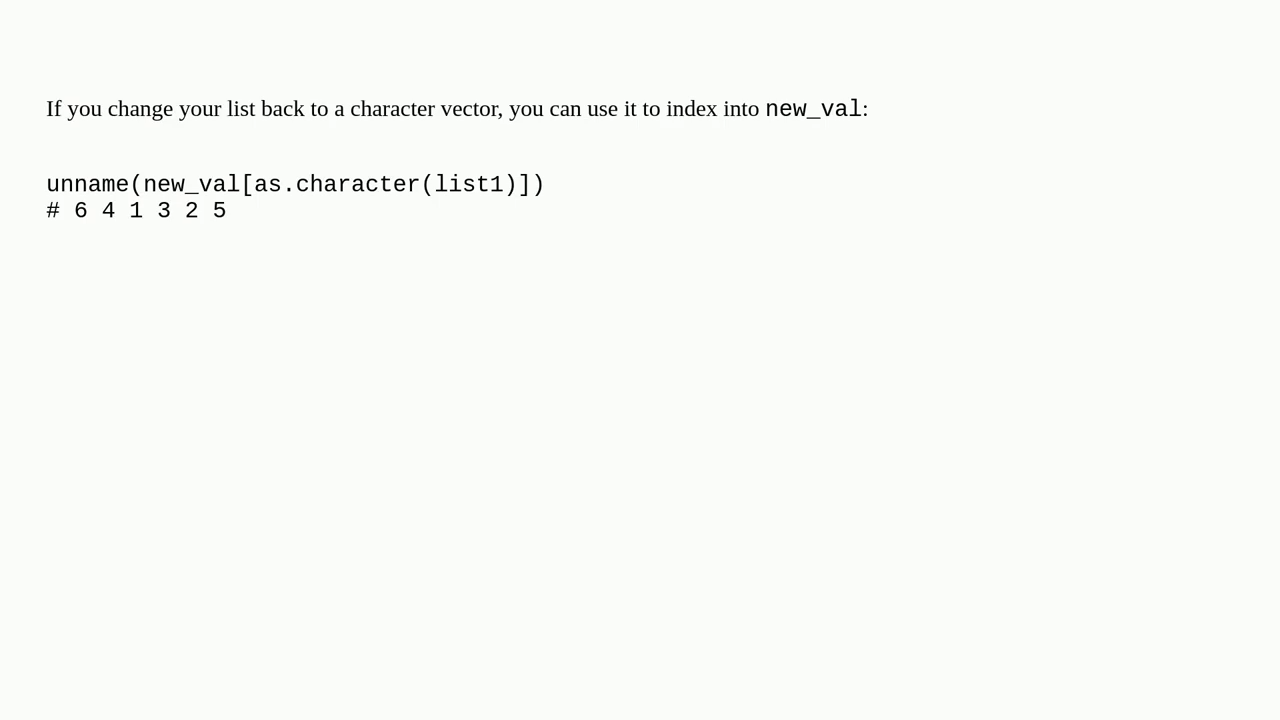 If you change your list back to a character vector, you can use it to index into new_val:
unname(new_val[as.character(list1)])
# 6 4 1 3 2 5